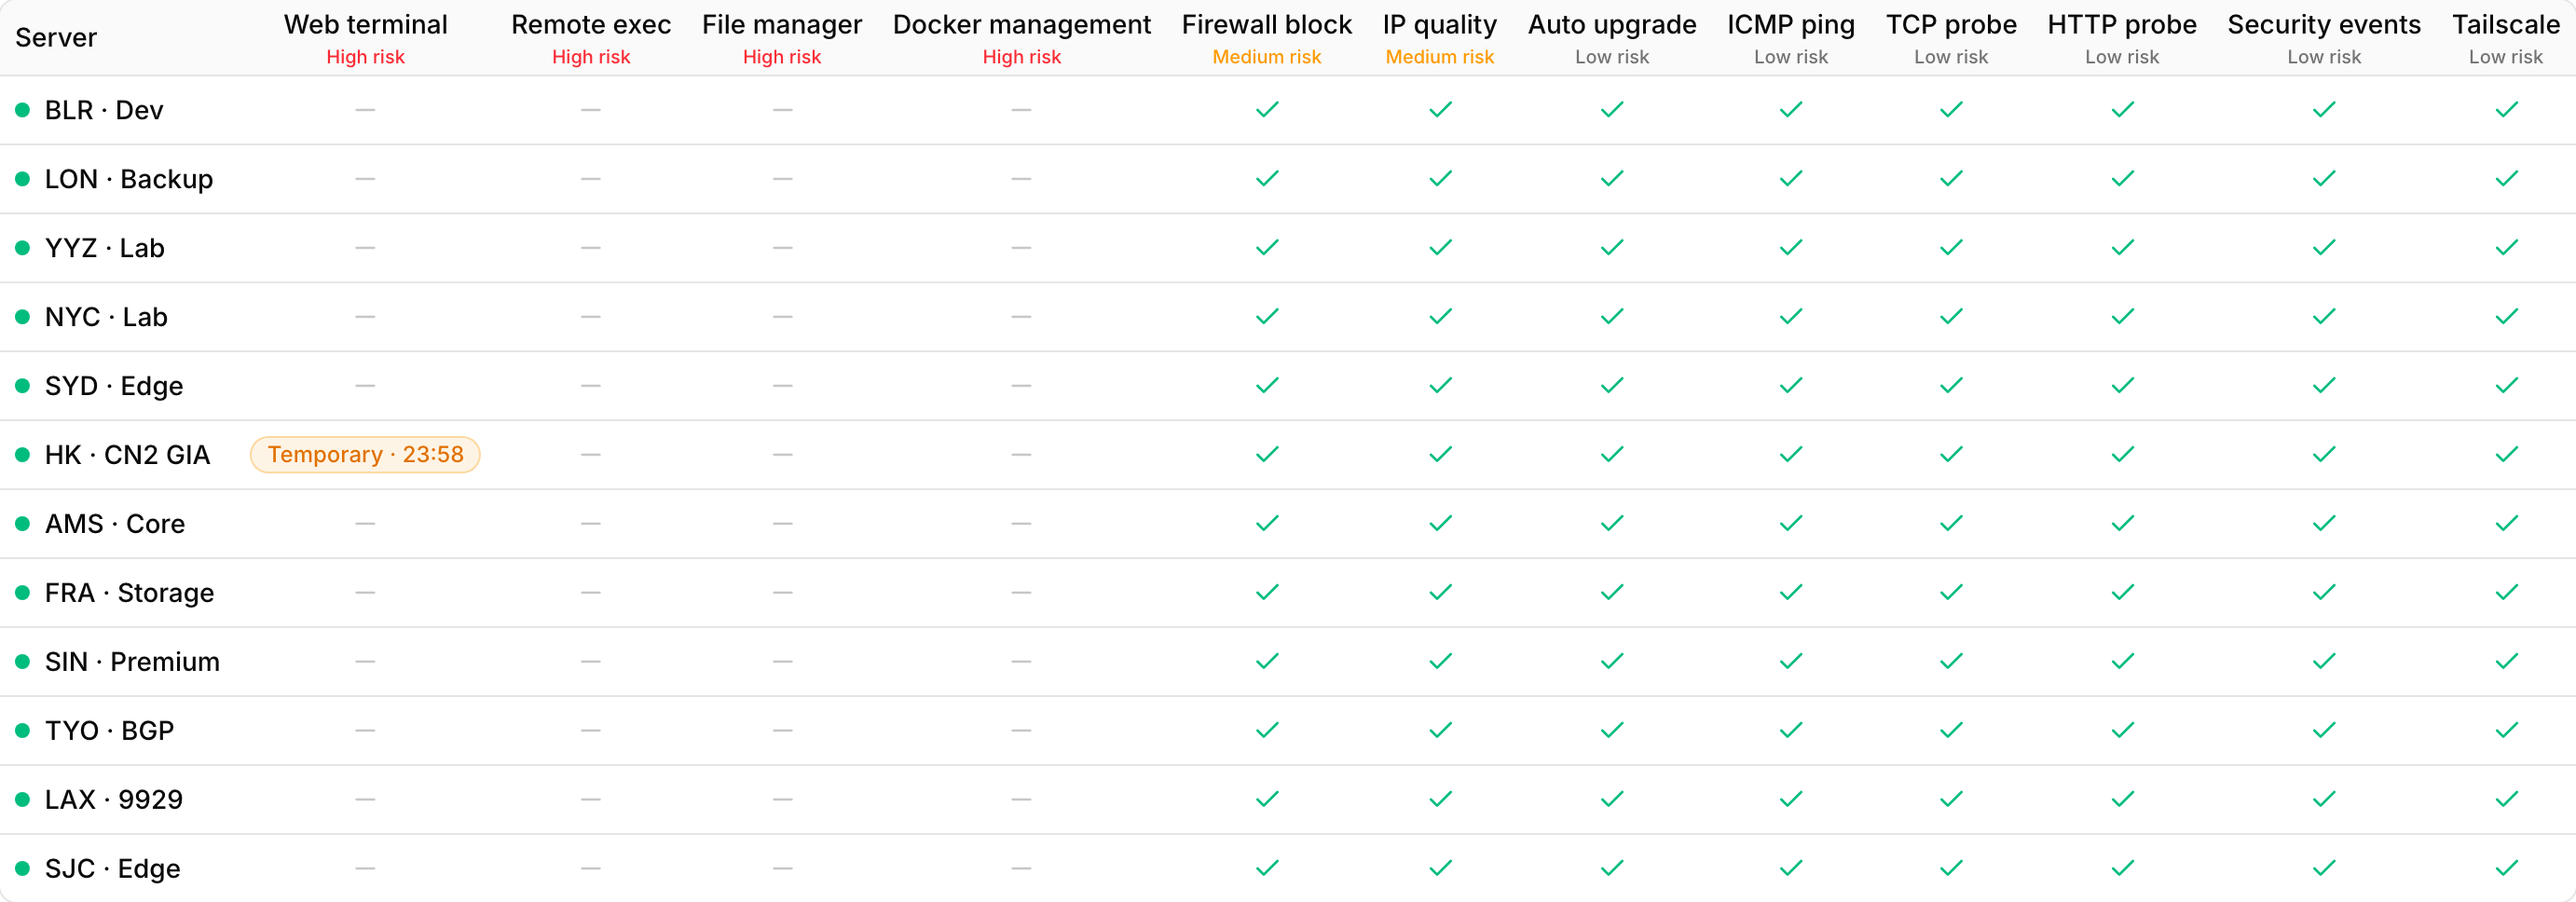 Server Web terminal Remote exec File manager Docker management Firewall block IP quality Auto upgrade ICMP ping TCP probe HTTP probe Security events Tailscale
High risk High risk High risk High risk Medium risk Medium risk Low risk Low risk Low risk Low risk Low risk Low risk
BLR · Dev — — — — ✓ ✓ ✓ ✓ ✓ ✓ ✓ ✓
LON · Backup — — — — ✓ ✓ ✓ ✓ ✓ ✓ ✓ ✓
YYZ · Lab — — — — ✓ ✓ ✓ ✓ ✓ ✓ ✓ ✓
NYC · Lab — — — — ✓ ✓ ✓ ✓ ✓ ✓ ✓ ✓
SYD · Edge — — — — ✓ ✓ ✓ ✓ ✓ ✓ ✓ ✓
HK · CN2 GIA Temporary · 23:58 — — — ✓ ✓ ✓ ✓ ✓ ✓ ✓ ✓
AMS · Core — — — — ✓ ✓ ✓ ✓ ✓ ✓ ✓ ✓
FRA · Storage — — — — ✓ ✓ ✓ ✓ ✓ ✓ ✓ ✓
SIN · Premium — — — — ✓ ✓ ✓ ✓ ✓ ✓ ✓ ✓
TYO · BGP — — — — ✓ ✓ ✓ ✓ ✓ ✓ ✓ ✓
LAX · 9929 — — — — ✓ ✓ ✓ ✓ ✓ ✓ ✓ ✓
SJC · Edge — — — — ✓ ✓ ✓ ✓ ✓ ✓ ✓ ✓